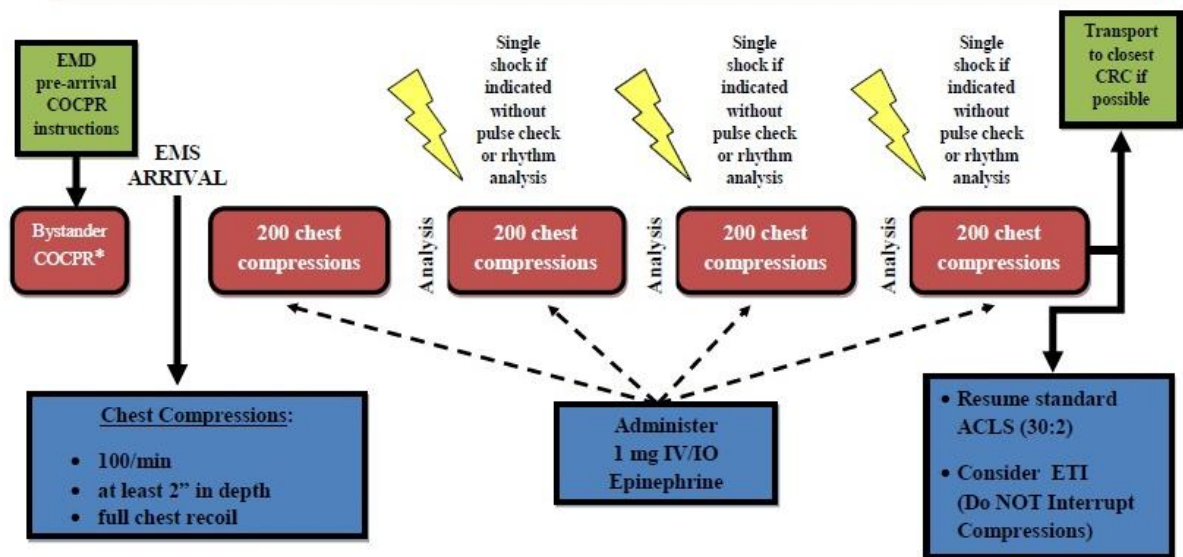 EMD
pre-arrival
COCPR
instructions
Bystander
COCPR*
EMS
ARRIVAL
Chest Compressions:
• 100/min
• at least 2” in depth
• full chest recoil
200 chest
compressions
Analysis
Single
shock if
indicated
without
pulse check
or rhythm
analysis
200 chest
compressions
Analysis
Single
shock if
indicated
without
pulse check
or rhythm
analysis
200 chest
compressions
Analysis
Single
shock if
indicated
without
pulse check
or rhythm
analysis
200 chest
compressions
Administer
1 mg IV/IO
Epinephrine
Transport
to closest
CRC if
possible
• Resume standard
ACLS (30:2)
• Consider ETI
(Do NOT Interrupt
Compressions)